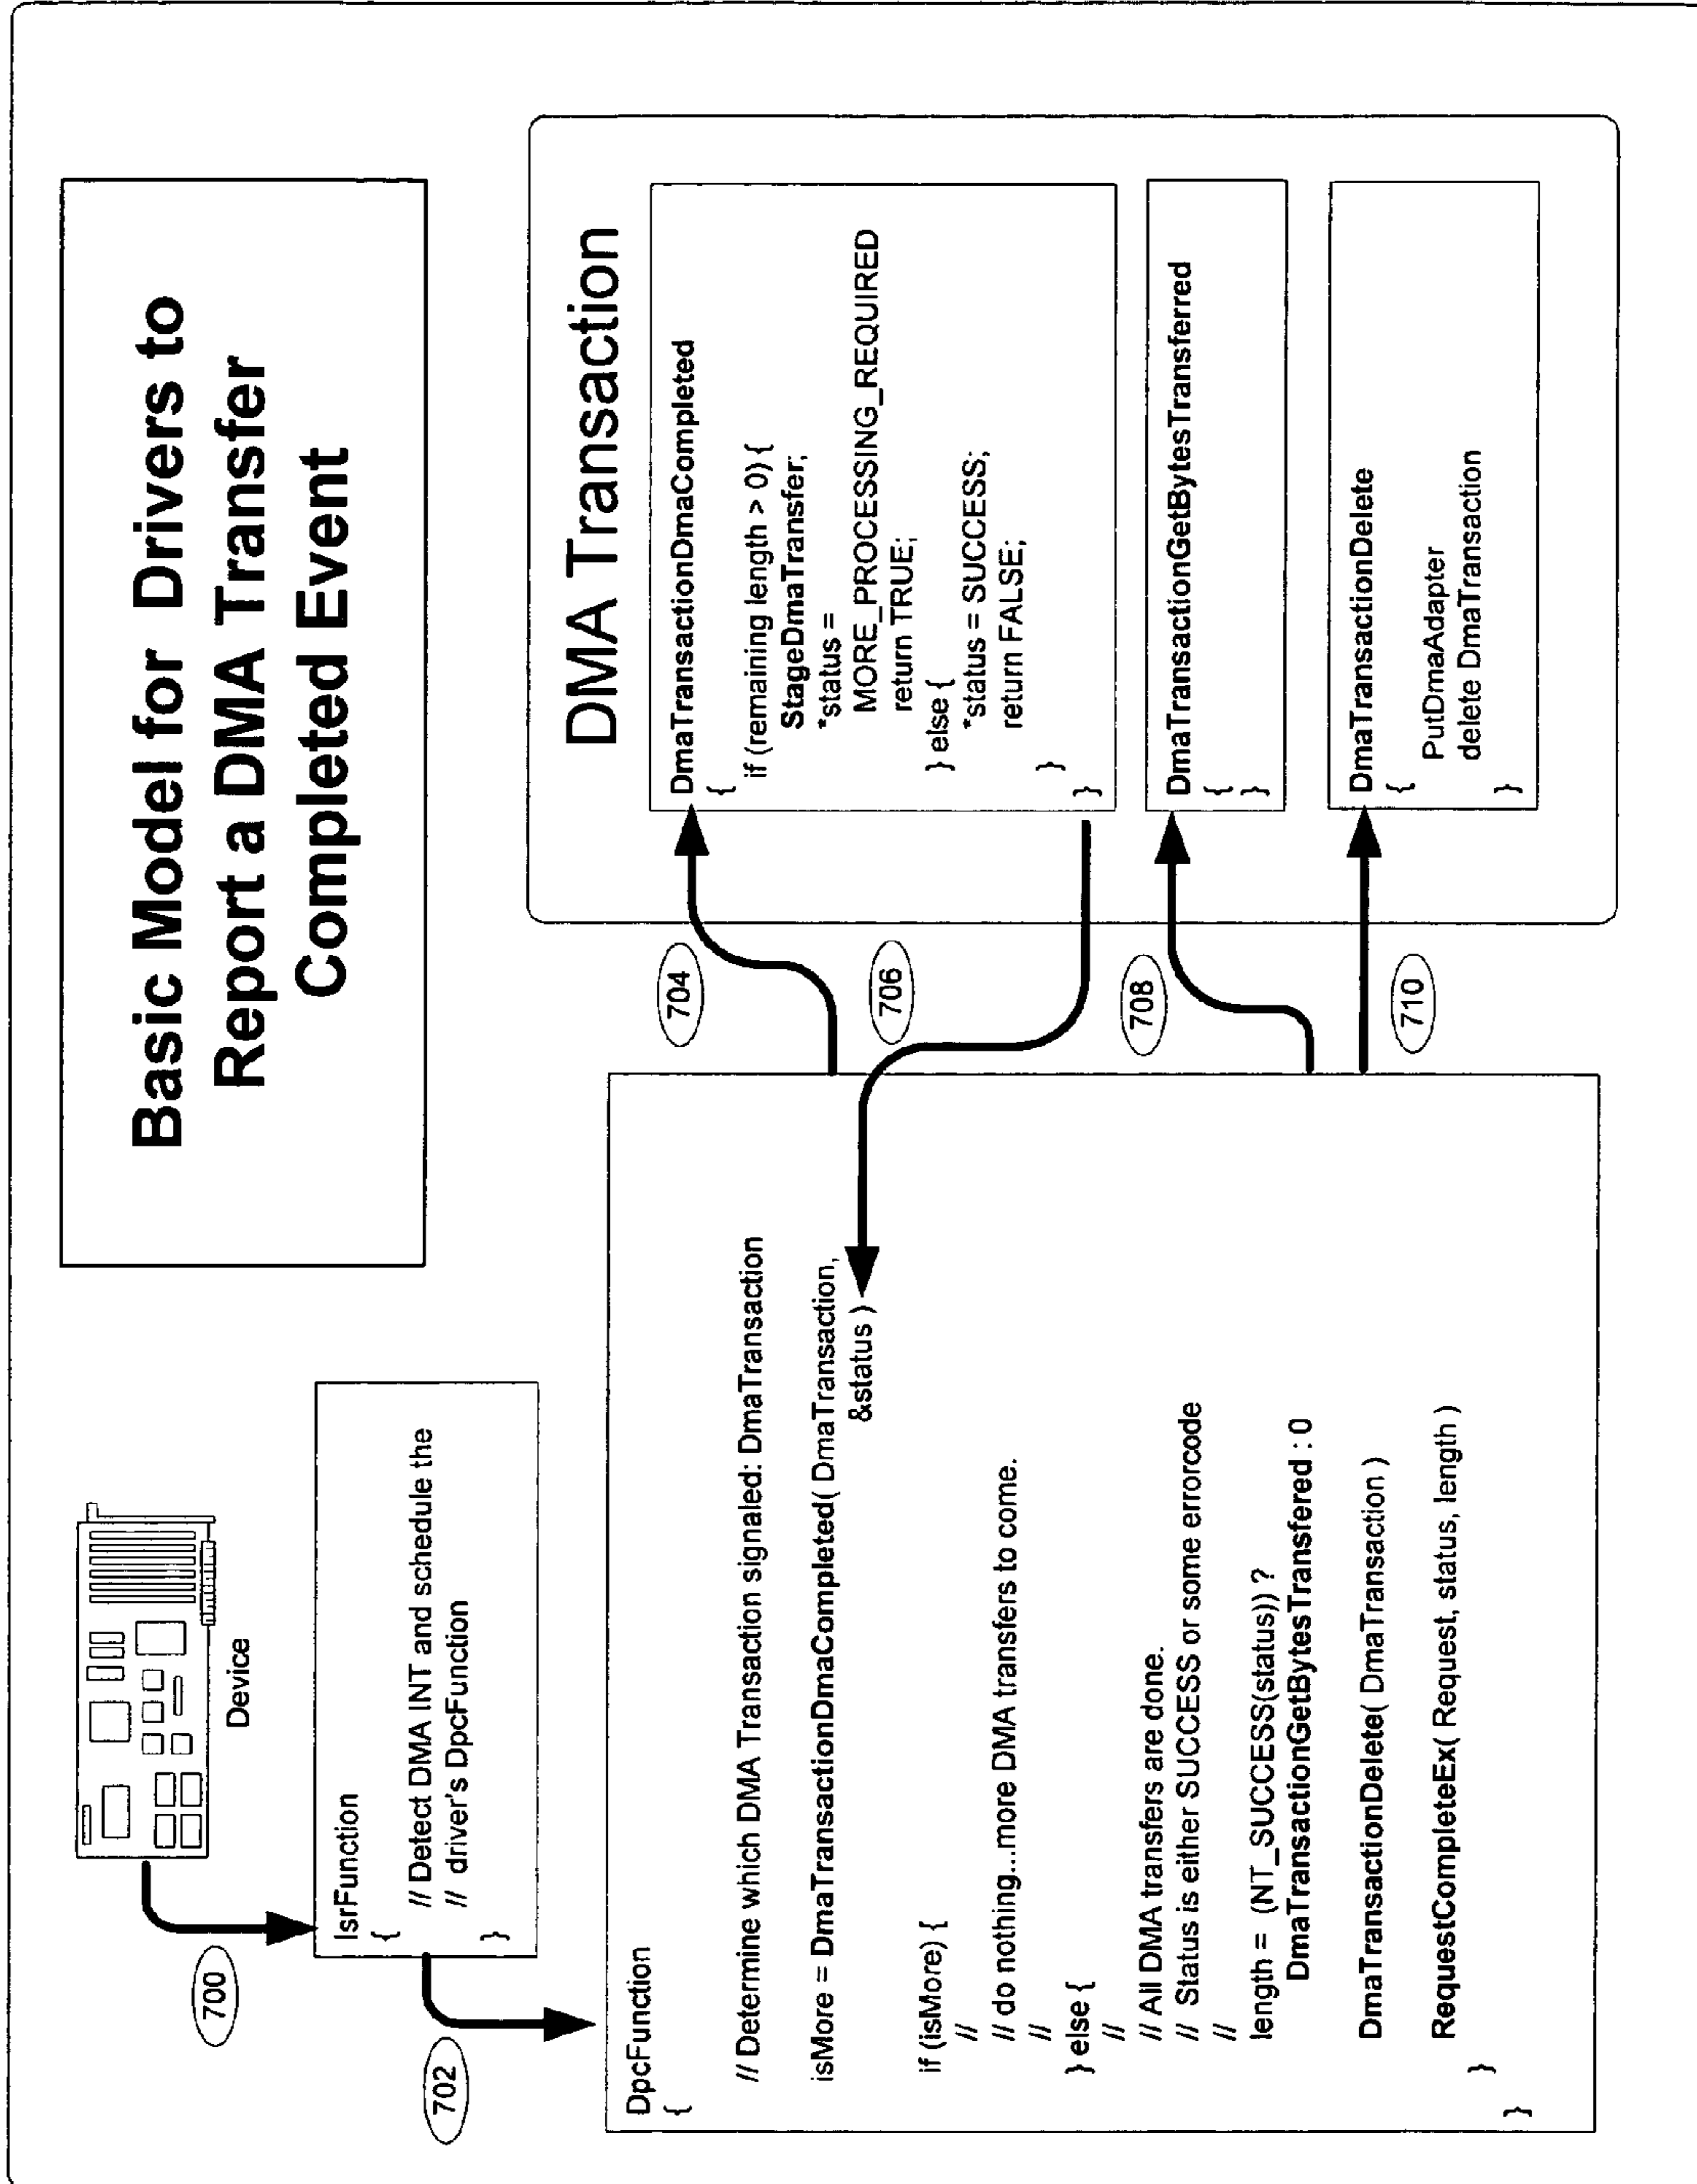 Basic Model for Drivers to
Report a DMA Transfer
Completed Event
Device
700
IsrFunction
{
// Detect DMA INT and schedule the
// driver's DpcFunction
}
702
DpcFunction
{
// Determine which DMA Transaction signaled: DmaTransaction
isMore = DmaTransactionDmaCompleted( DmaTransaction,
&status )
if (isMore) {
//
// do nothing...more DMA transfers to come.
//
} else {
//
// All DMA transfers are done.
// Status is either SUCCESS or some errorcode
//
length = (NT_SUCCESS(status)) ?
DmaTransactionGetBytesTransfered : 0
DmaTransactionDelete( DmaTransaction )
RequestCompleteEx( Request, status, length )
}
}
704
706
708
710
DMA Transaction
DmaTransactionDmaCompleted
{
if (remaining length > 0) {
StageDmaTransfer;
*status =
MORE_PROCESSING_REQUIRED
return TRUE;
} else {
*status = SUCCESS;
return FALSE;
}
}
DmaTransactionGetBytesTransferred
{
}
DmaTransactionDelete
{
PutDmaAdapter
delete DmaTransaction
}